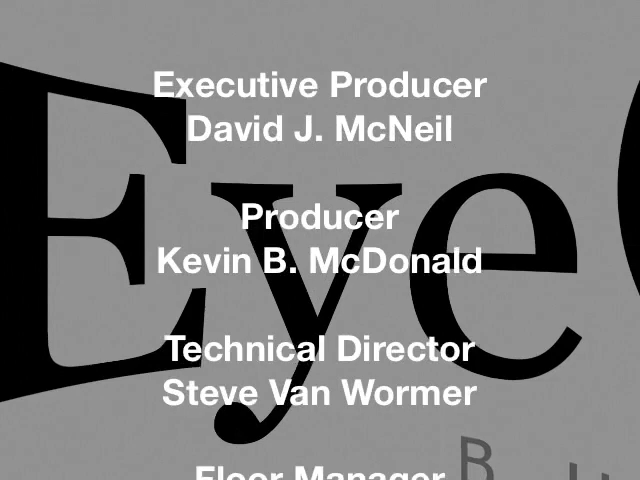 Executive Producer
David J. McNeil
Eye
Producer
Kevin B. McDonald
Technical Director
Steve Van Wormer
Floor Manager
B